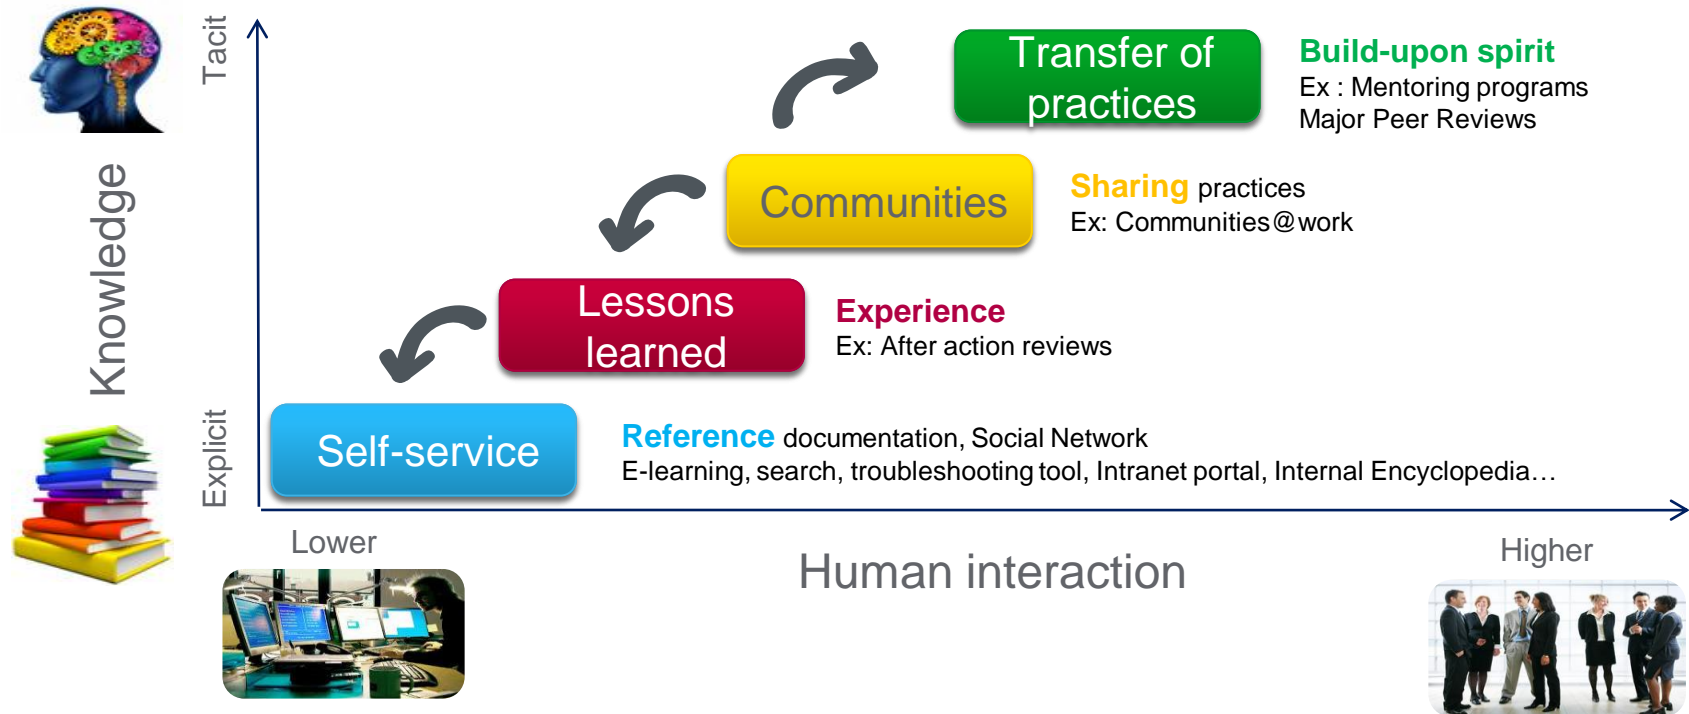 Tacit
Transfer of
practices
Build-upon spirit
Ex : Mentoring programs
Major Peer Reviews
Knowledge
Communities
Sharing practices
Ex: Communities@work
Lessons
learned
Experience
Ex: After action reviews
Explicit
Self-service
Reference documentation, Social Network
E-learning, search, troubleshooting tool, Intranet portal, Internal Encyclopedia…
Lower
Human interaction
Higher